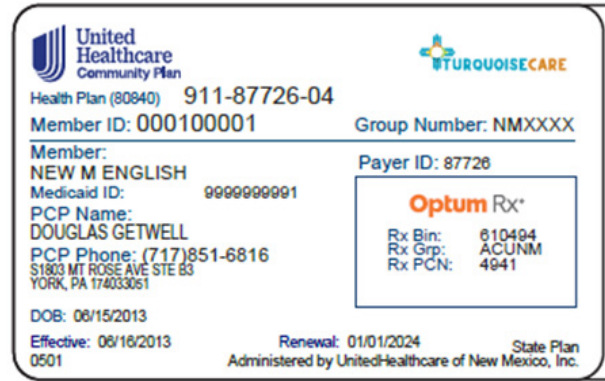 United
Healthcare
Community Plan
TURQUOISECARE
Health Plan (80840) 911-87726-04
Member ID: 000100001 Group Number: NMXXXX
Member:
NEW M ENGLISH
Payer ID: 87726
Medicaid ID: 9999999991
PCP Name:
DOUGLAS GETWELL
PCP Phone: (717)851-6816
S1803 MT ROSE AVE STE B3
YORK, PA 174033051
Optum Rx
Rx Bin: 610494
Rx Grp: ACUNM
Rx PCN: 4941
DOB: 06/15/2013
Effective: 06/16/2013 Renewal: 01/01/2024 State Plan
0501 Administered by UnitedHealthcare of New Mexico, Inc.